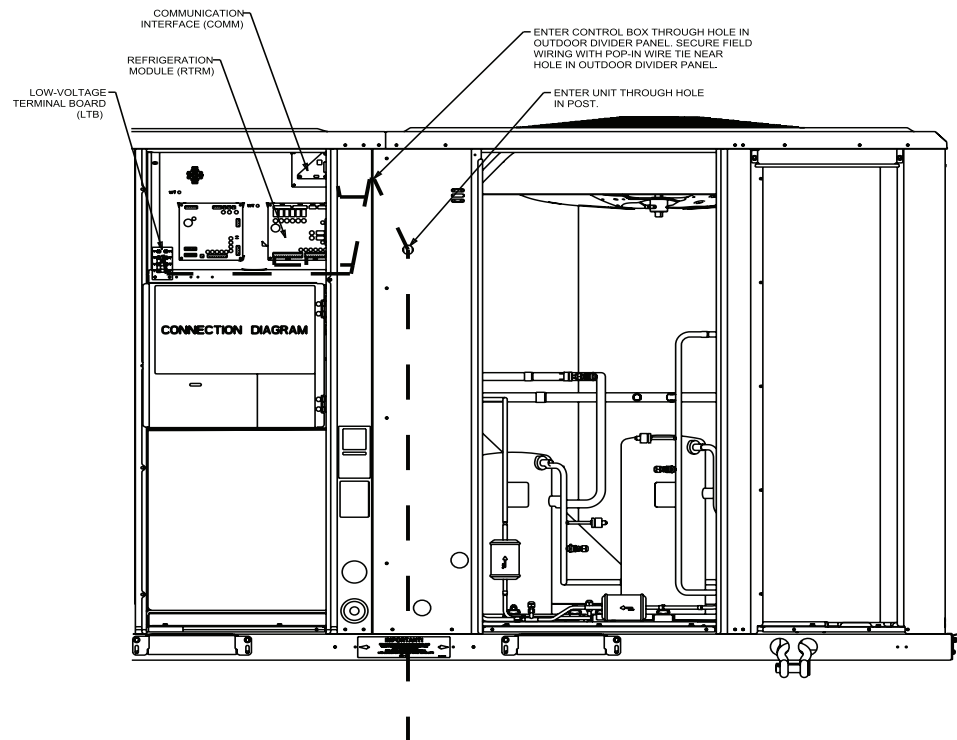 COMMUNICATION
INTERFACE (COMM)
REFRIGERATION
MODULE (RTRM)
LOW-VOLTAGE
TERMINAL BOARD
(LTB)
ENTER CONTROL BOX THROUGH HOLE IN
OUTDOOR DIVIDER PANEL. SECURE FIELD
WIRING WITH POP-IN WIRE TIE NEAR
HOLE IN OUTDOOR DIVIDER PANEL.
ENTER UNIT THROUGH HOLE
IN POST.
CONNECTION DIAGRAM
IMPORTANT!